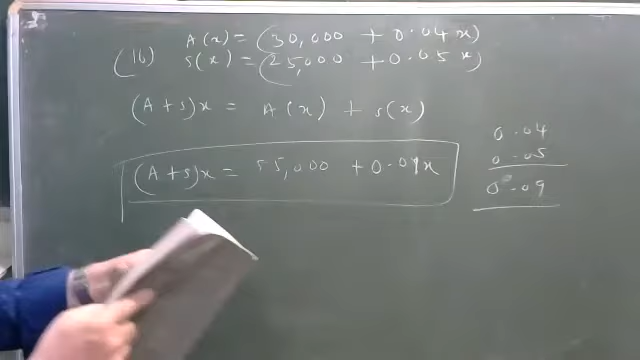 A(x) = (30,000 + 0.04x)
(16) S(x) = (25,000 + 0.05x)
(A+S)x = A(x) + S(x)
(A+S)x = 55,000 + 0.09x
0.04
0.05
0.09